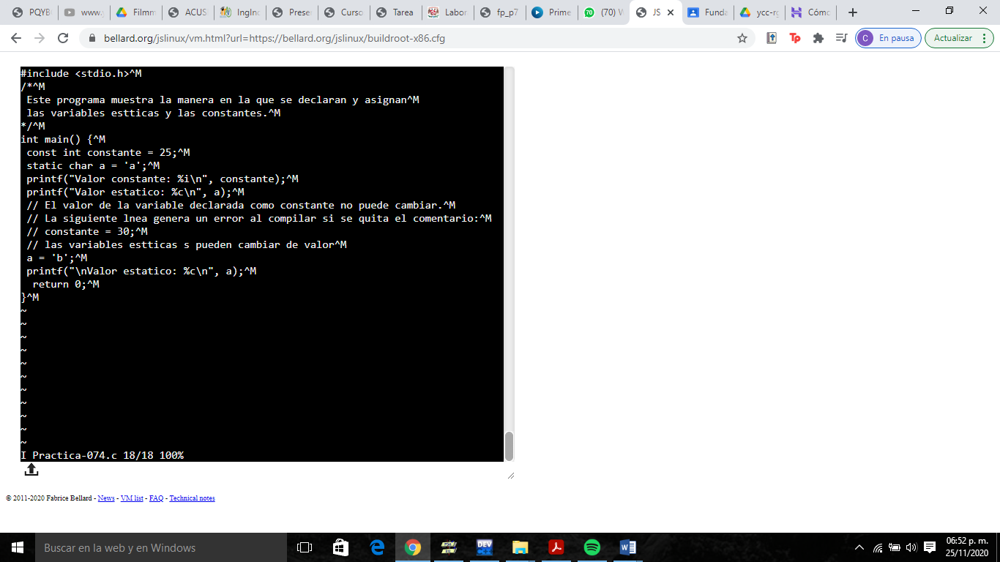 PQYB
www.
Filmm
ACUS
IngInc
Preser
Curso
Tarea
Labor
fp_p7
Prime
70 (70) W
JS
Funda
ycc-rg
Cómo
bellard.org/jslinux/vm.html?url=https://bellard.org/jslinux/buildroot-x86.cfg
C En pausa
Actualizar
#include <stdio.h>^M
/*^M
 Este programa muestra la manera en la que se declaran y asignan^M
 las variables estticas y las constantes.^M
*/^M
int main() {^M
 const int constante = 25;^M
 static char a = 'a';^M
 printf("Valor constante: %i\n", constante);^M
 printf("Valor estatico: %c\n", a);^M
 // El valor de la variable declarada como constante no puede cambiar.^M
 // La siguiente lnea genera un error al compilar si se quita el comentario:^M
 // constante = 30;^M
 // las variables estticas s pueden cambiar de valor^M
 a = 'b';^M
 printf("\nValor estatico: %c\n", a);^M
  return 0;^M
}^M
~
~
~
~
~
~
~
~
~
~
~
I Practica-074.c 18/18 100%
© 2011-2020 Fabrice Bellard - News - VM list - FAQ - Technical notes
Buscar en la web y en Windows
DEV
06:52 p. m.
25/11/2020